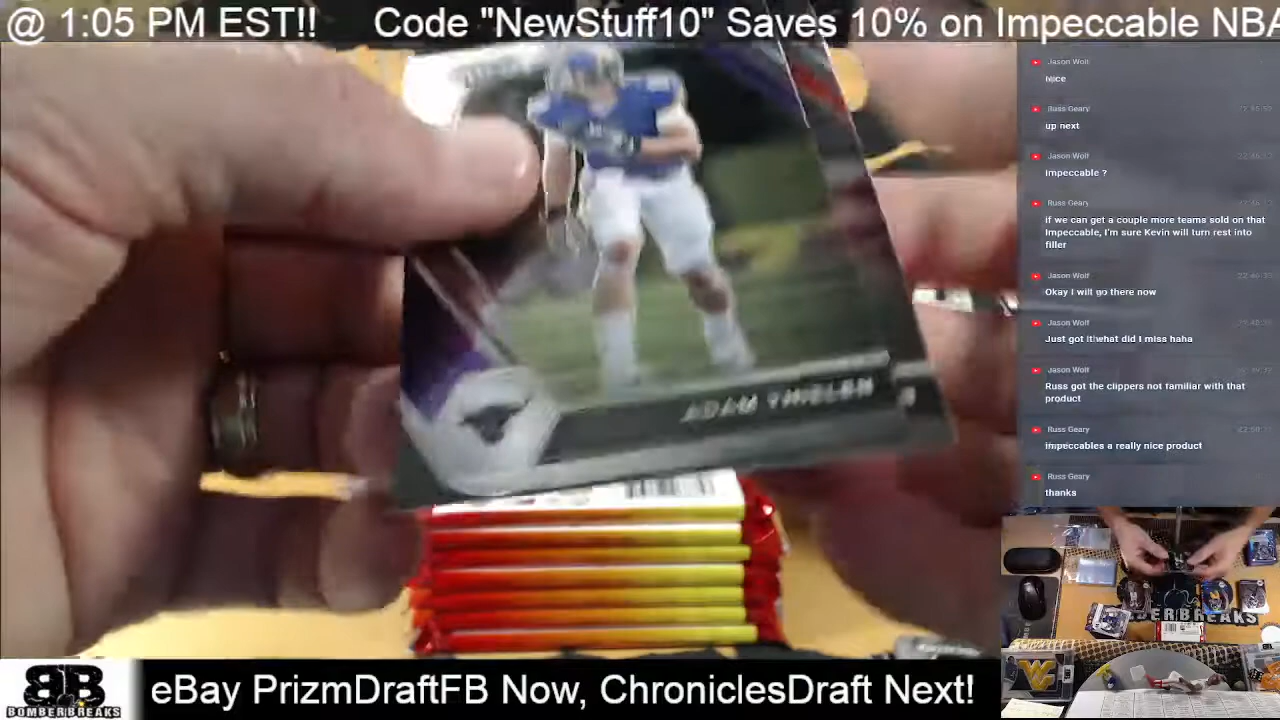 @ 1:05 PM EST!! Code "NewStuff10" Saves 10% on Impeccable NBA
Jason Wolf
Nice
Russ Geary
up next
Jason Wolf
impeccable ?
Russ Geary
if we can get a couple more teams sold on that
Impeccable, I'm sure Kevin will turn rest into
filler
Jason Wolf
Okay I will go there now
Jason Wolf
Just got it!what did I miss haha
Jason Wolf
Russ got the clippers not familiar with that
product
Russ Geary
impeccables a really nice product
Russ Geary
thanks
ADAM THIELEN
DERBREAKS
BB
BOMBERBREAKS
eBay PrizmDraftFB Now, ChroniclesDraft Next!